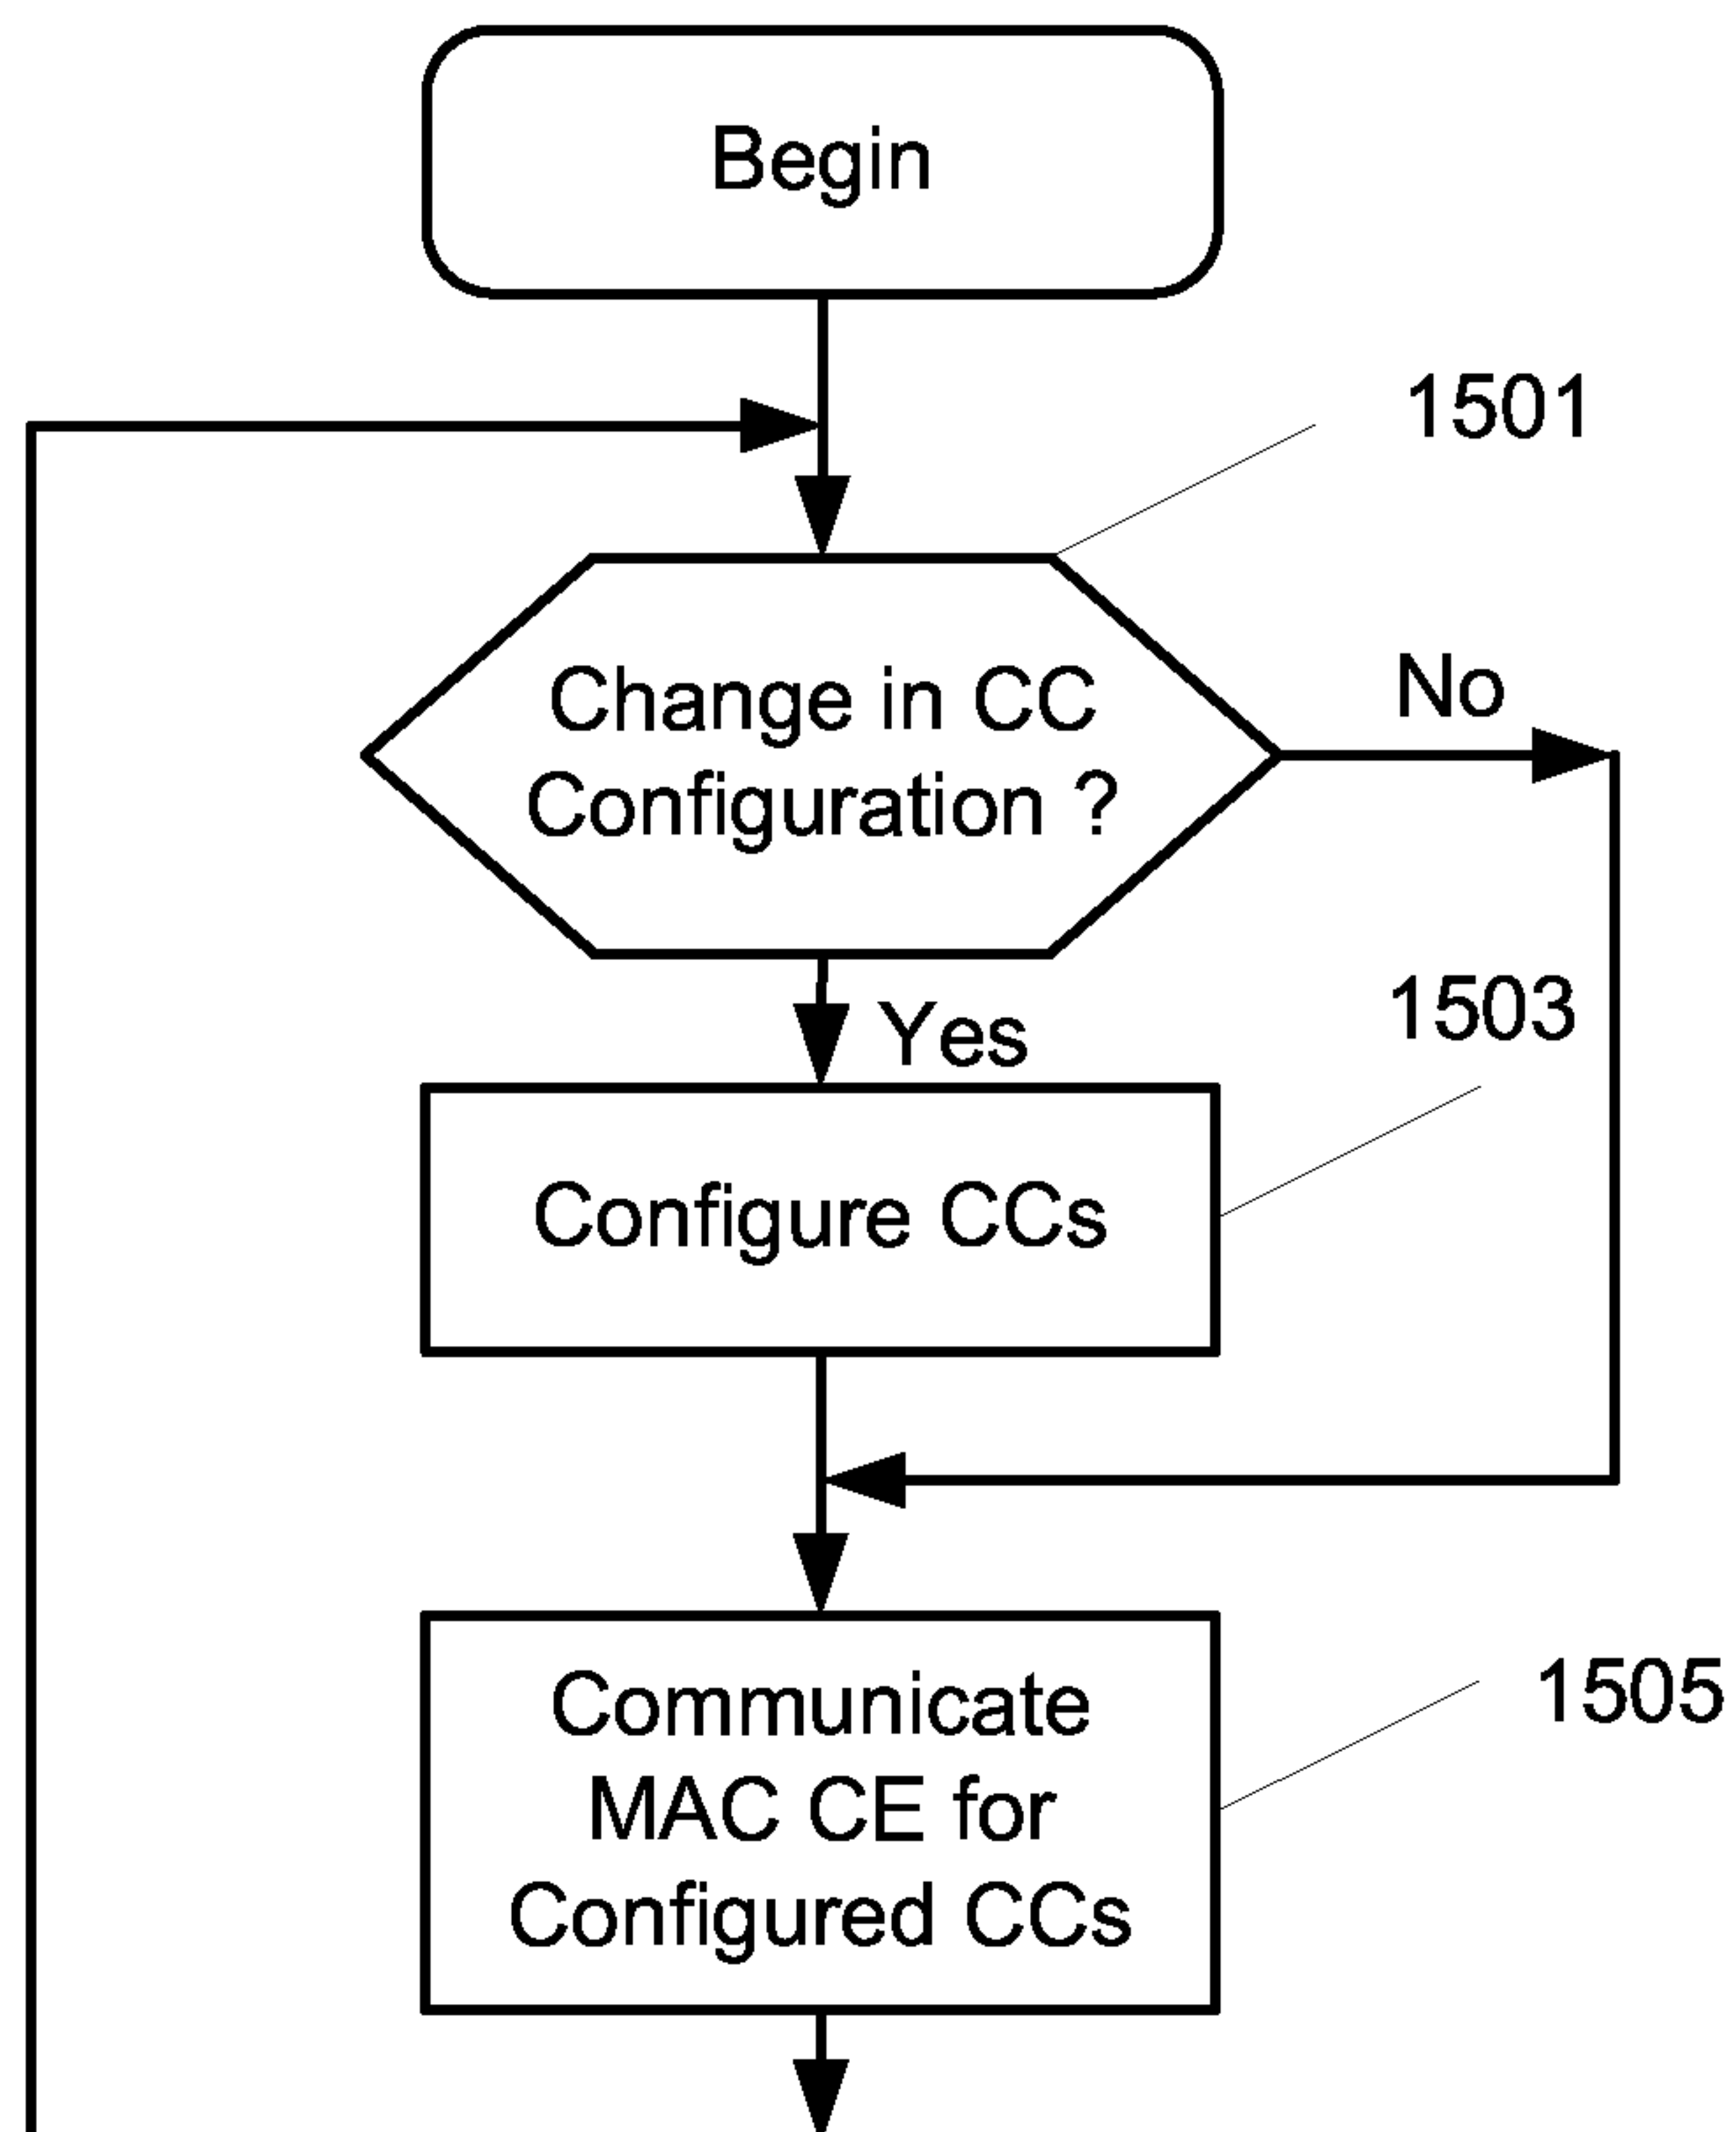 Begin
1501
Change in CC
Configuration ?
No
Yes
1503
Configure CCs
1505
Communicate
MAC CE for
Configured CCs